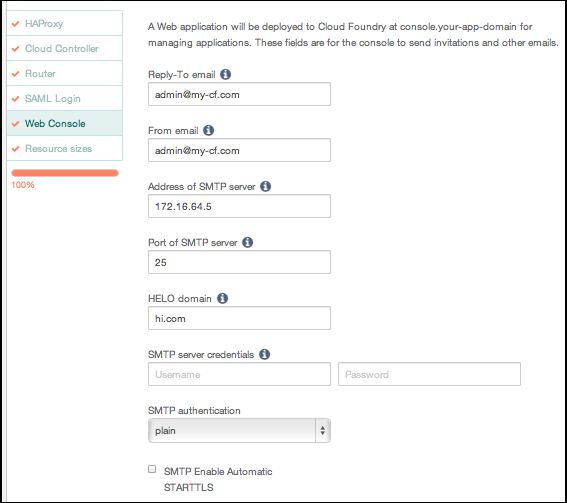 HAProxy
Cloud Controller
Router
SAML Login
Web Console
Resource sizes
100%
A Web application will be deployed to Cloud Foundry at console.your-app-domain for
managing applications. These fields are for the console to send invitations and other emails.
Reply-To email
admin@my-cf.com
From email
admin@my-cf.com
Address of SMTP server
172.16.64.5
Port of SMTP server
25
HELO domain
hi.com
SMTP server credentials
Username Password
SMTP authentication
plain
SMTP Enable Automatic
STARTTLS